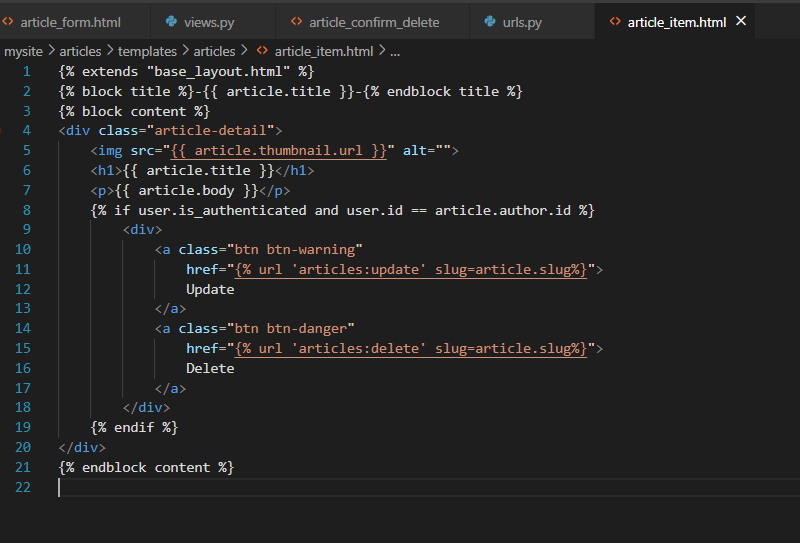 article_form.html views.py article_confirm_delete urls.py article_item.html
mysite > articles > templates > articles > article_item.html > ...
1 {% extends "base_layout.html" %}
2 {% block title %}-{{ article.title }}-{% endblock title %}
3 {% block content %}
4 <div class="article-detail">
5 <img src="{{ article.thumbnail.url }}" alt="">
6 <h1>{{ article.title }}</h1>
7 <p>{{ article.body }}</p>
8 {% if user.is_authenticated and user.id == article.author.id %}
9 <div>
10 <a class="btn btn-warning"
11 href="{% url 'articles:update' slug=article.slug%}">
12 Update
13 </a>
14 <a class="btn btn-danger"
15 href="{% url 'articles:delete' slug=article.slug%}">
16 Delete
17 </a>
18 </div>
19 {% endif %}
20 </div>
21 {% endblock content %}
22